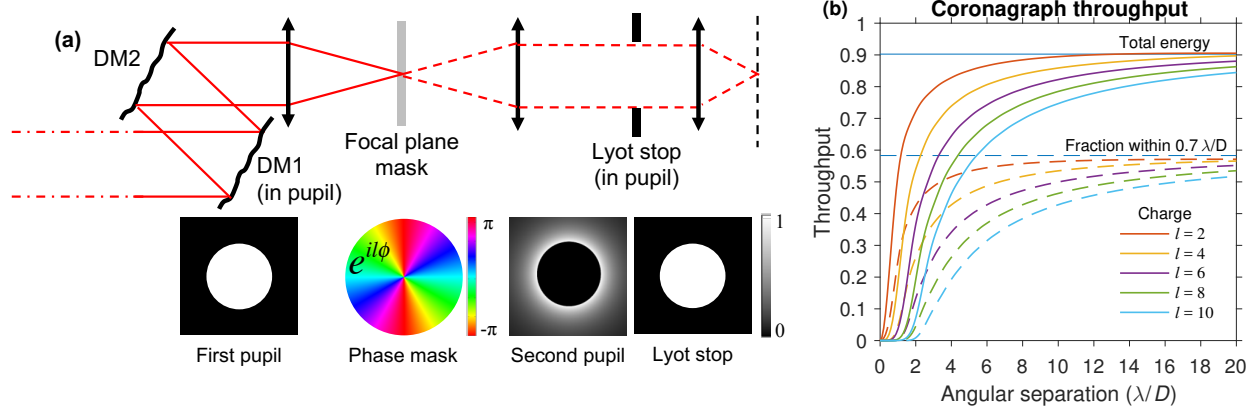 (a)
DM2
DM1
(in pupil)
Focal plane
mask
Lyot stop
(in pupil)
e^{ilϕ}
π
-π
1
0
First pupil
Phase mask
Second pupil
Lyot stop
(b)
Coronagraph throughput
Total energy
Fraction within 0.7 λ/D
Charge
l = 2
l = 4
l = 6
l = 8
l = 10
Throughput
1
0.9
0.8
0.7
0.6
0.5
0.4
0.3
0.2
0.1
0
0 2 4 6 8 10 12 14 16 18 20
Angular separation (λ/D)